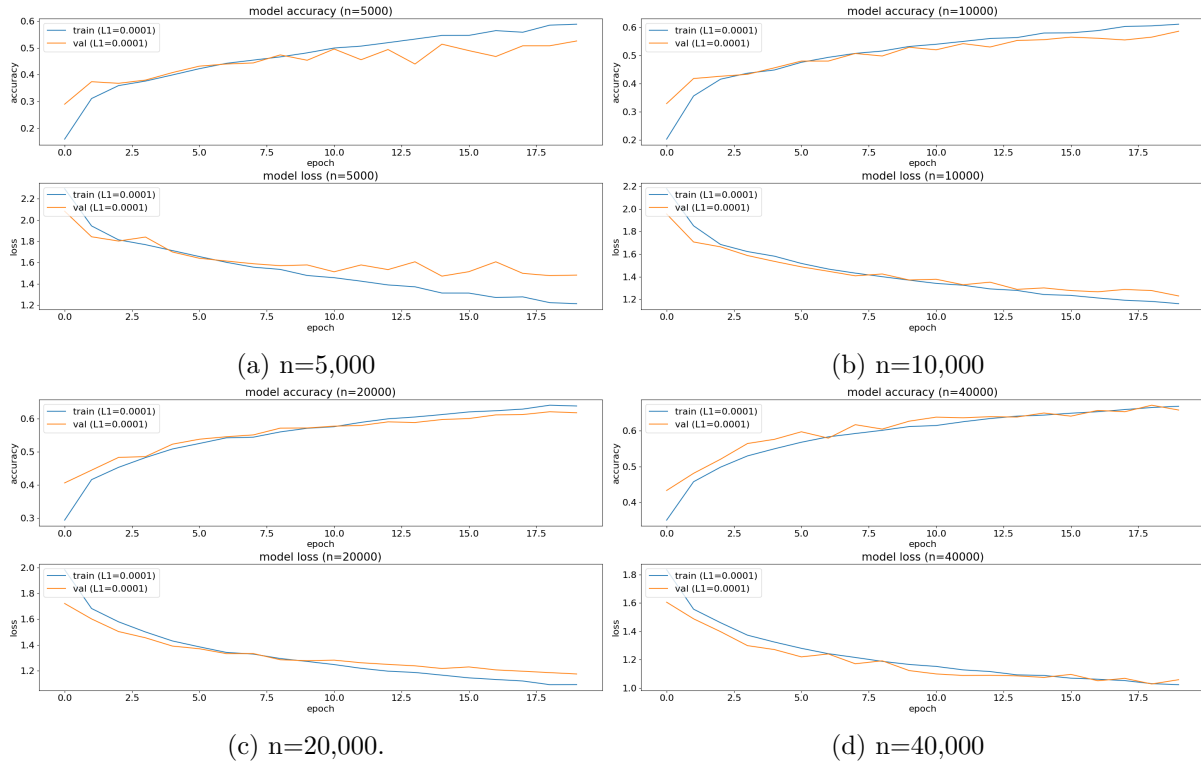 model accuracy (n=5000)
train (L1=0.0001)
val (L1=0.0001)
0.6
0.5
0.4
0.3
0.2
accuracy
0.0 2.5 5.0 7.5 10.0 12.5 15.0 17.5
epoch
model loss (n=5000)
train (L1=0.0001)
val (L1=0.0001)
2.2
2.0
1.8
1.6
1.4
1.2
loss
0.0 2.5 5.0 7.5 10.0 12.5 15.0 17.5
epoch
(a) n=5,000
model accuracy (n=10000)
train (L1=0.0001)
val (L1=0.0001)
0.6
0.5
0.4
0.3
0.2
accuracy
0.0 2.5 5.0 7.5 10.0 12.5 15.0 17.5
epoch
model loss (n=10000)
train (L1=0.0001)
val (L1=0.0001)
2.2
2.0
1.8
1.6
1.4
1.2
loss
0.0 2.5 5.0 7.5 10.0 12.5 15.0 17.5
epoch
(b) n=10,000
model accuracy (n=20000)
train (L1=0.0001)
val (L1=0.0001)
0.6
0.5
0.4
0.3
accuracy
0.0 2.5 5.0 7.5 10.0 12.5 15.0 17.5
epoch
model loss (n=20000)
train (L1=0.0001)
val (L1=0.0001)
2.0
1.8
1.6
1.4
1.2
loss
0.0 2.5 5.0 7.5 10.0 12.5 15.0 17.5
epoch
(c) n=20,000.
model accuracy (n=40000)
train (L1=0.0001)
val (L1=0.0001)
0.6
0.5
0.4
accuracy
0.0 2.5 5.0 7.5 10.0 12.5 15.0 17.5
epoch
model loss (n=40000)
train (L1=0.0001)
val (L1=0.0001)
1.8
1.6
1.4
1.2
1.0
loss
0.0 2.5 5.0 7.5 10.0 12.5 15.0 17.5
epoch
(d) n=40,000